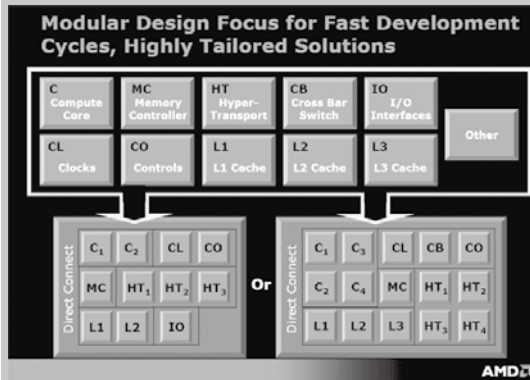 Modular Design Focus for Fast Development
Cycles, Highly Tailored Solutions
C
Compute
Core
MC
Memory
Controller
HT
Hyper-
Transport
CB
Cross Bar
Switch
IO
I/O
Interfaces
Other
CL
Clocks
CO
Controls
L1
L1 Cache
L2
L2 Cache
L3
L3 Cache
Direct Connect
C₁ C₂ CL CO
MC HT₁ HT₂ HT₃
L1 L2 IO
Or
Direct Connect
C₁ C₃ CL CB CO
C₂ C₄ MC HT₁ HT₂
L1 L2 L3 HT₃ HT₄
AMD